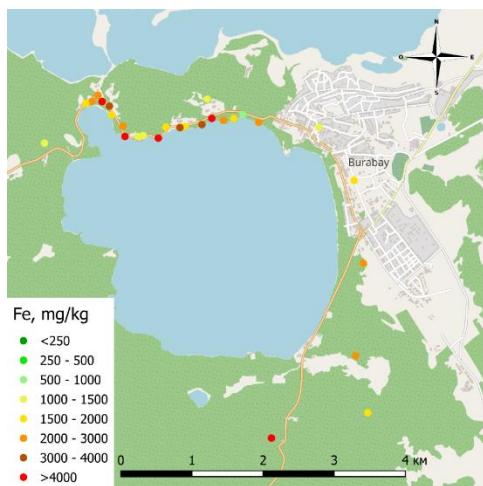 N
O E
S
Burabay
Fe, mg/kg
<250
250 - 500
500 - 1000
1000 - 1500
1500 - 2000
2000 - 3000
3000 - 4000
>4000
0 1 2 3 4 км